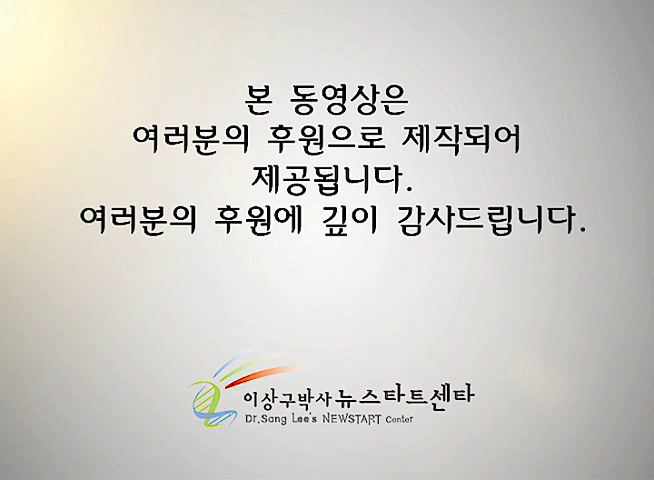 본 동영상은
여러분의 후원으로 제작되어
제공됩니다.
여러분의 후원에 깊이 감사드립니다.
이상구박사 뉴스타트센타
Dr.Sang Lee's NEWSTART Center